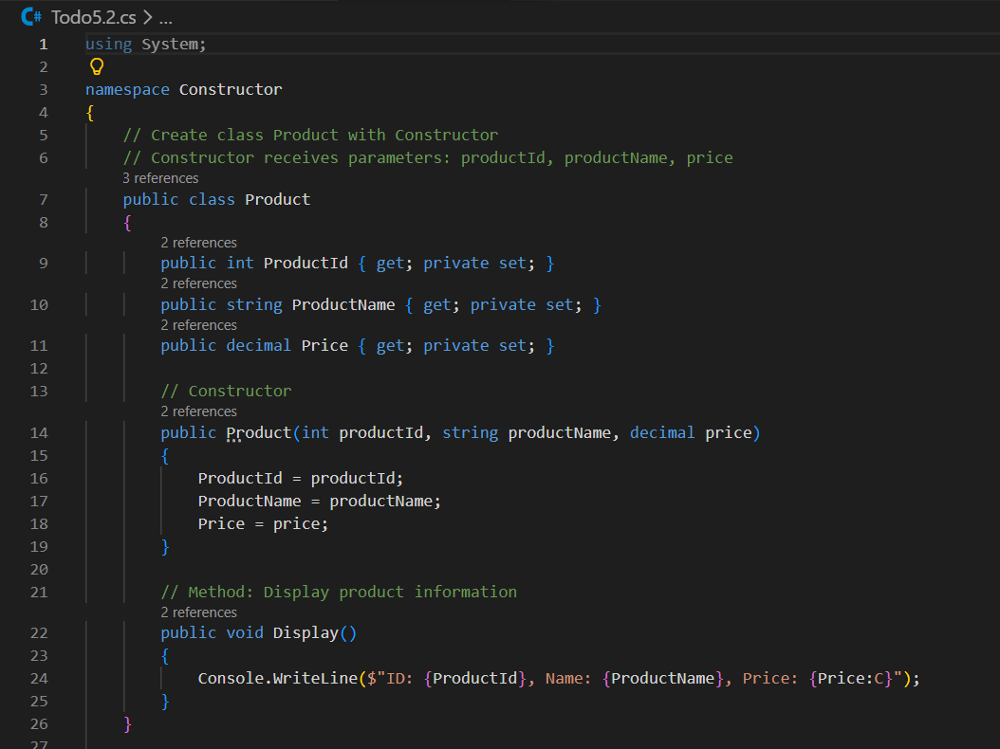 C# Todo5.2.cs > ...
1 using System;
2
3 namespace Constructor
4 {
5 // Create class Product with Constructor
6 // Constructor receives parameters: productId, productName, price
3 references
7 public class Product
8 {
2 references
9 public int ProductId { get; private set; }
2 references
10 public string ProductName { get; private set; }
2 references
11 public decimal Price { get; private set; }
12
13 // Constructor
2 references
14 public Product(int productId, string productName, decimal price)
15 {
16 ProductId = productId;
17 ProductName = productName;
18 Price = price;
19 }
20
21 // Method: Display product information
2 references
22 public void Display()
23 {
24 Console.WriteLine($"ID: {ProductId}, Name: {ProductName}, Price: {Price:C}");
25 }
26 }
27